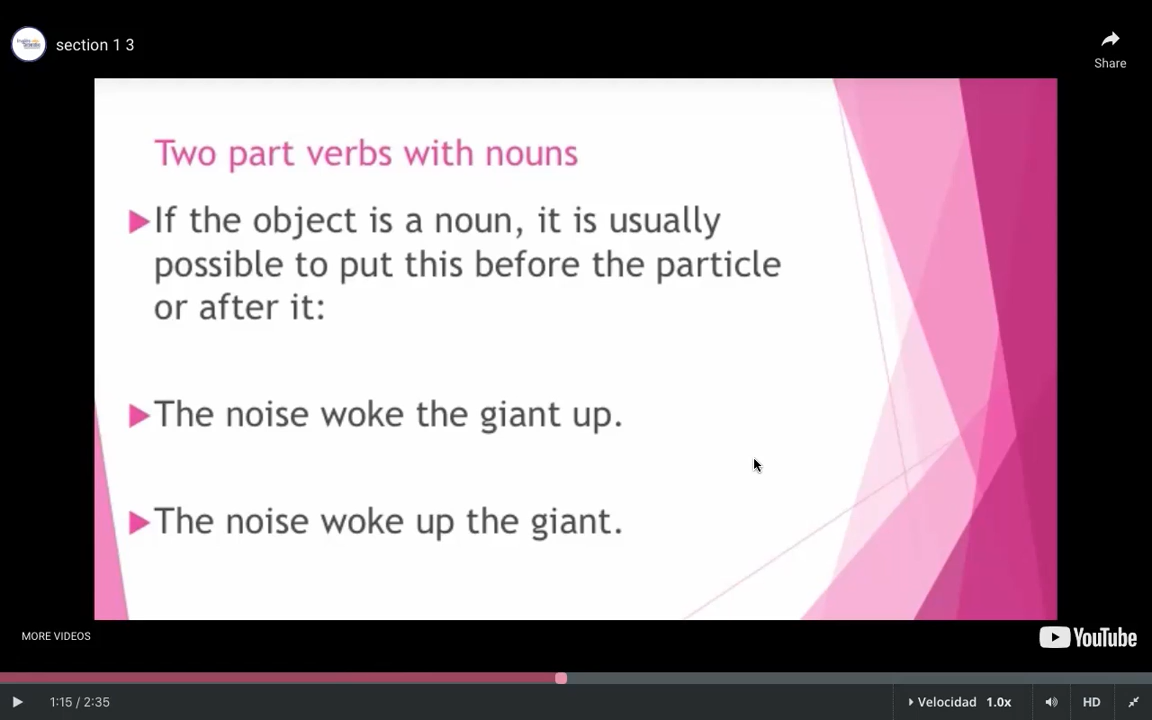 section 1 3
Share
Two part verbs with nouns
If the object is a noun, it is usually
possible to put this before the particle
or after it:
The noise woke the giant up.
The noise woke up the giant.
MORE VIDEOS
YouTube
1:15 / 2:35
Velocidad 1.0x
HD